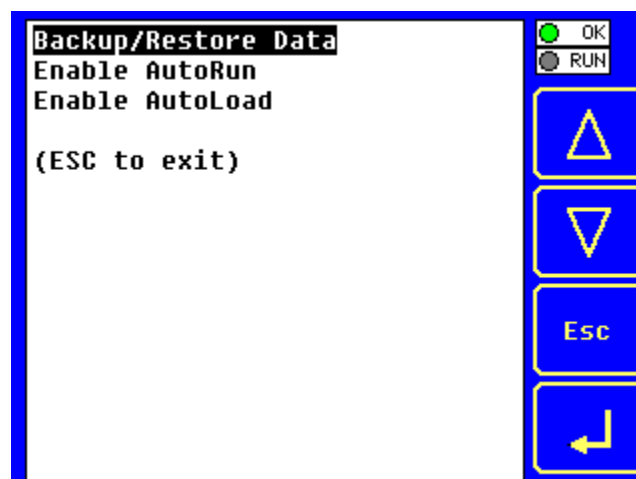 Backup/Restore Data
Enable AutoRun
Enable AutoLoad
(ESC to exit)
OK
RUN
Esc